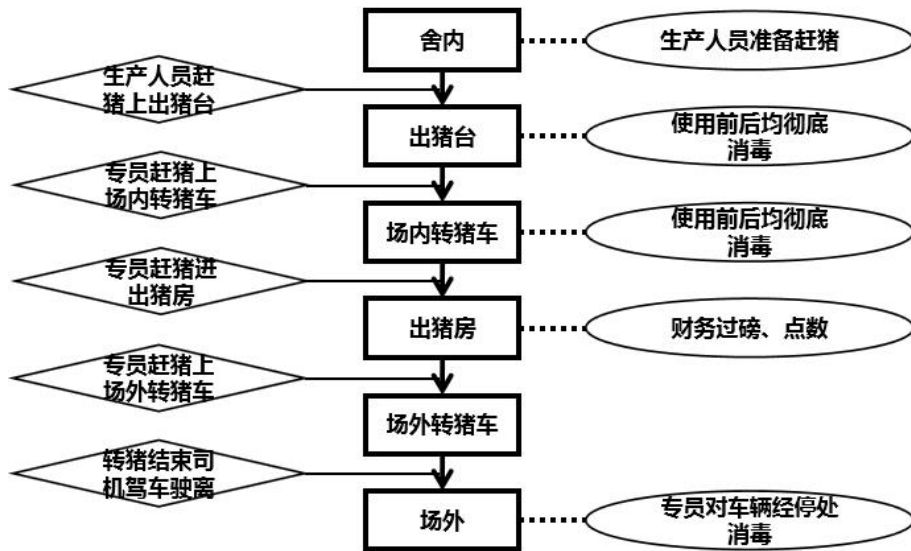 舍内
生产人员准备赶猪
生产人员赶
猪上出猪台
出猪台
使用前后均彻底
消毒
专员赶猪上
场内转猪车
场内转猪车
使用前后均彻底
消毒
专员赶猪进
出猪房
出猪房
财务过磅、点数
专员赶猪上
场外转猪车
场外转猪车
转猪结束司
机驾车驶离
场外
专员对车辆经停处
消毒